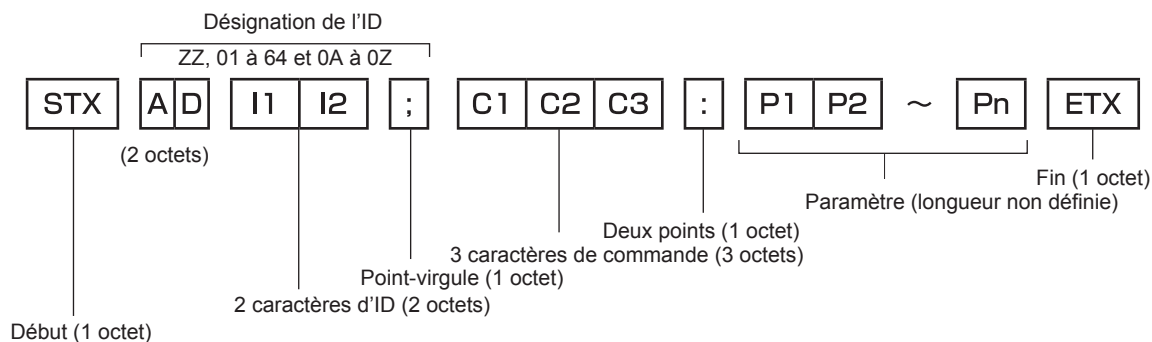 Désignation de l'ID
ZZ, 01 à 64 et 0A à 0Z
STX A D I1 I2 ; C1 C2 C3 : P1 P2 ～ Pn ETX
(2 octets)
Fin (1 octet)
Paramètre (longueur non définie)
Deux points (1 octet)
3 caractères de commande (3 octets)
Point-virgule (1 octet)
2 caractères d'ID (2 octets)
Début (1 octet)